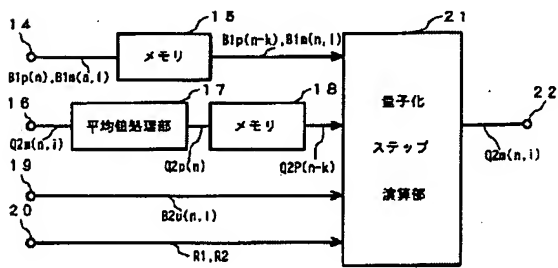 14
15
メモリ
B1p(n),B1m(n,i)
B1p(n-k),B1m(n,i)
21
16
17
平均値処理部
18
メモリ
Q2m(n,i)
Q2p(n)
Q2P(n-k)
量子化
ステップ
演算部
22
Q2m(n,i)
19
B2u(n,i)
20
R1,R2